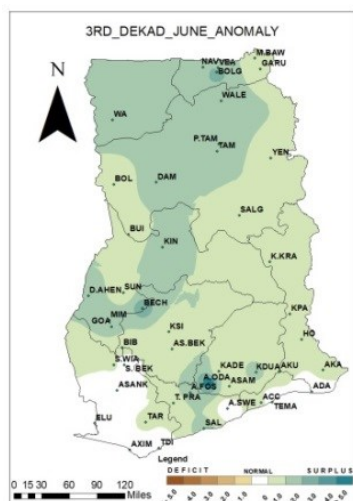 3RD_DEKAD_JUNE_ANOMALY
N
M.BAW
NAV VEA GARU
BOLG
WA
WALE
P.TAM
TAM
YEN
BOL
DAM
SALG
BUI
KIN
K.KRA
D.AHEN SUN
BECH
MIM
GOA
KPA
KSI
HO
BIB
AS.BEK
S.WIA
S.BEK
KADE KDUA AKU AKA
A.ODA
ASANK
A.FOS ASAM
ADA
T. PRA
A.SWE ACC
TEMA
ELU
TAR
SAL
AXIM TDI
Legend
0 15 30 60 90 120
Miles
DEFICIT NORMAL SURPLUS